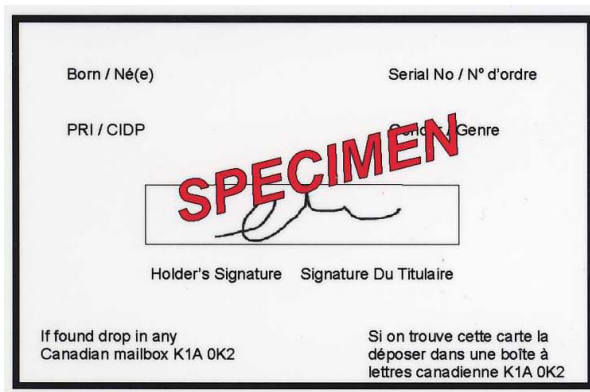 Born / Né(e)
Serial No / N° d'ordre
PRI / CIDP
Gender / Genre
SPECIMEN
Holder's Signature Signature Du Titulaire
If found drop in any
Canadian mailbox K1A 0K2
Si on trouve cette carte la
déposer dans une boîte à
lettres canadienne K1A 0K2